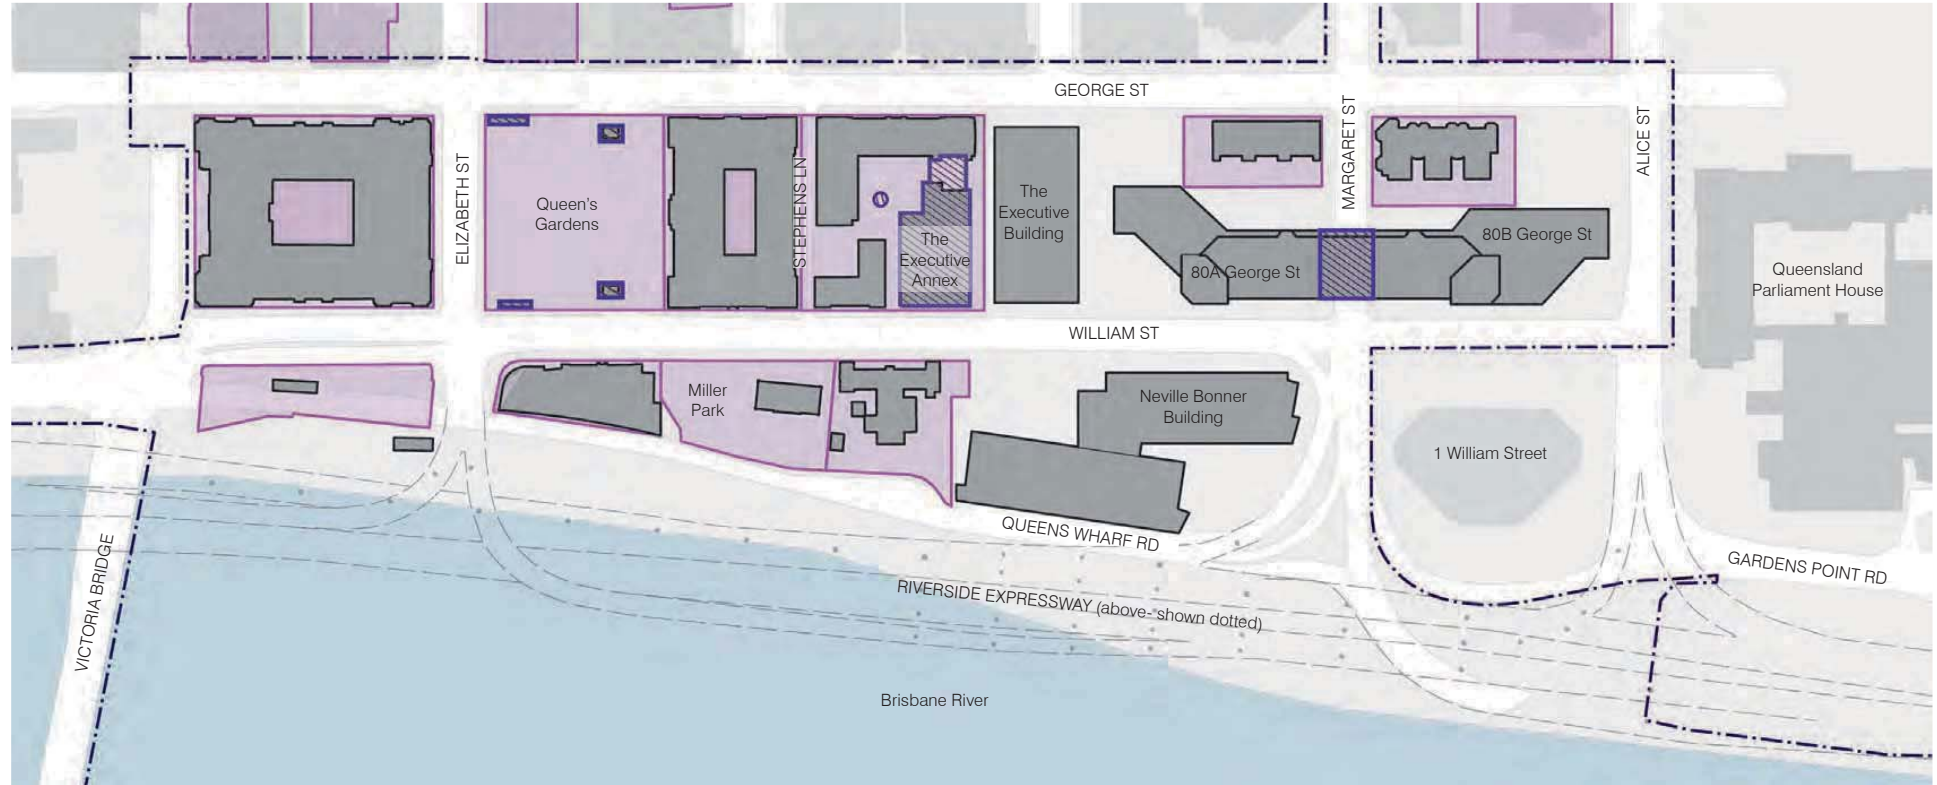 GEORGE ST
ELIZABETH ST
STEPHENS LN
MARGARET ST
ALICE ST
Queen's
Gardens
The
Executive
Annex
The
Executive
Building
80A George St
80B George St
Queensland
Parliament House
WILLIAM ST
Miller
Park
Neville Bonner
Building
1 William Street
QUEENS WHARF RD
GARDENS POINT RD
RIVERSIDE EXPRESSWAY (above- shown dotted)
VICTORIA BRIDGE
Brisbane River